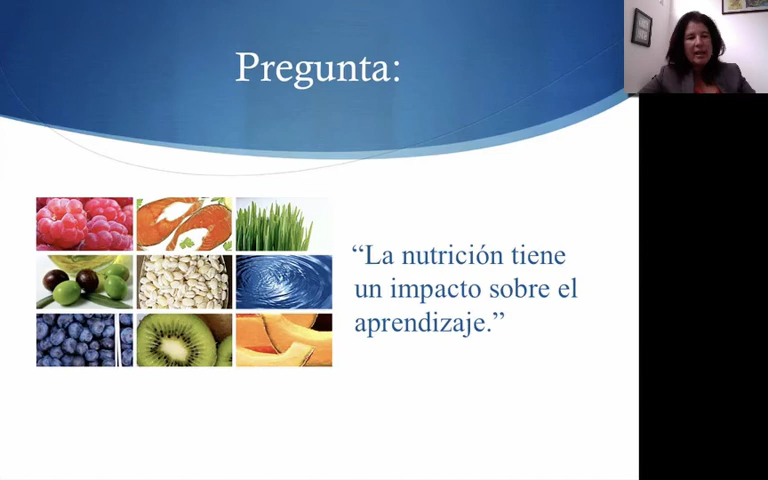 Pregunta:
“La nutrición tiene
un impacto sobre el
aprendizaje.”